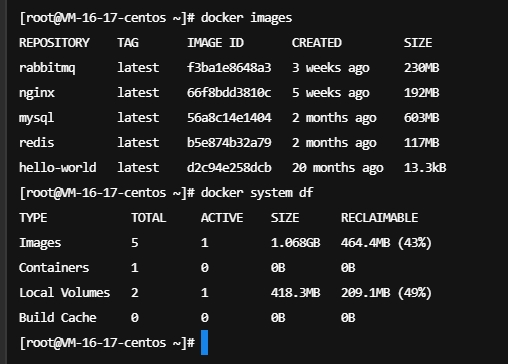 [root@VM-16-17-centos ~]# docker images
REPOSITORY TAG IMAGE ID CREATED SIZE
rabbitmq latest f3ba1e8648a3 3 weeks ago 230MB
nginx latest 66f8bdd3810c 5 weeks ago 192MB
mysql latest 56a8c14e1404 2 months ago 603MB
redis latest b5e874b32a79 2 months ago 117MB
hello-world latest d2c94e258dcb 20 months ago 13.3kB
[root@VM-16-17-centos ~]# docker system df
TYPE TOTAL ACTIVE SIZE RECLAIMABLE
Images 5 1 1.068GB 464.4MB (43%)
Containers 1 0 0B 0B
Local Volumes 2 1 418.3MB 209.1MB (49%)
Build Cache 0 0 0B 0B
[root@VM-16-17-centos ~]#